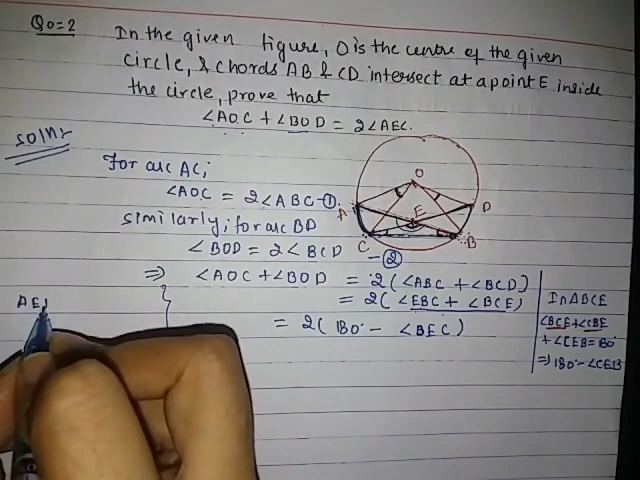 Qo=2 In the given figure, O is the centre of the given
circle, & chords AB & CD intersect at a point E inside
the circle, prove that
∠AOC + ∠BOD = 2∠AEC.
Soln:
For arc AC;
∠AOC = 2∠ABC-①
similarly; for arc BD
∠BOD = 2∠BCD -②
⇒ ∠AOC + ∠BOD = 2(∠ABC + ∠BCD)
= 2(∠EBC + ∠BCE)
= 2(180° - ∠BEC)
AE
O
A
E
D
C
B
In ΔBCE
∠BCE+∠CBE
+∠CEB=180°
⇒180°-∠CEB